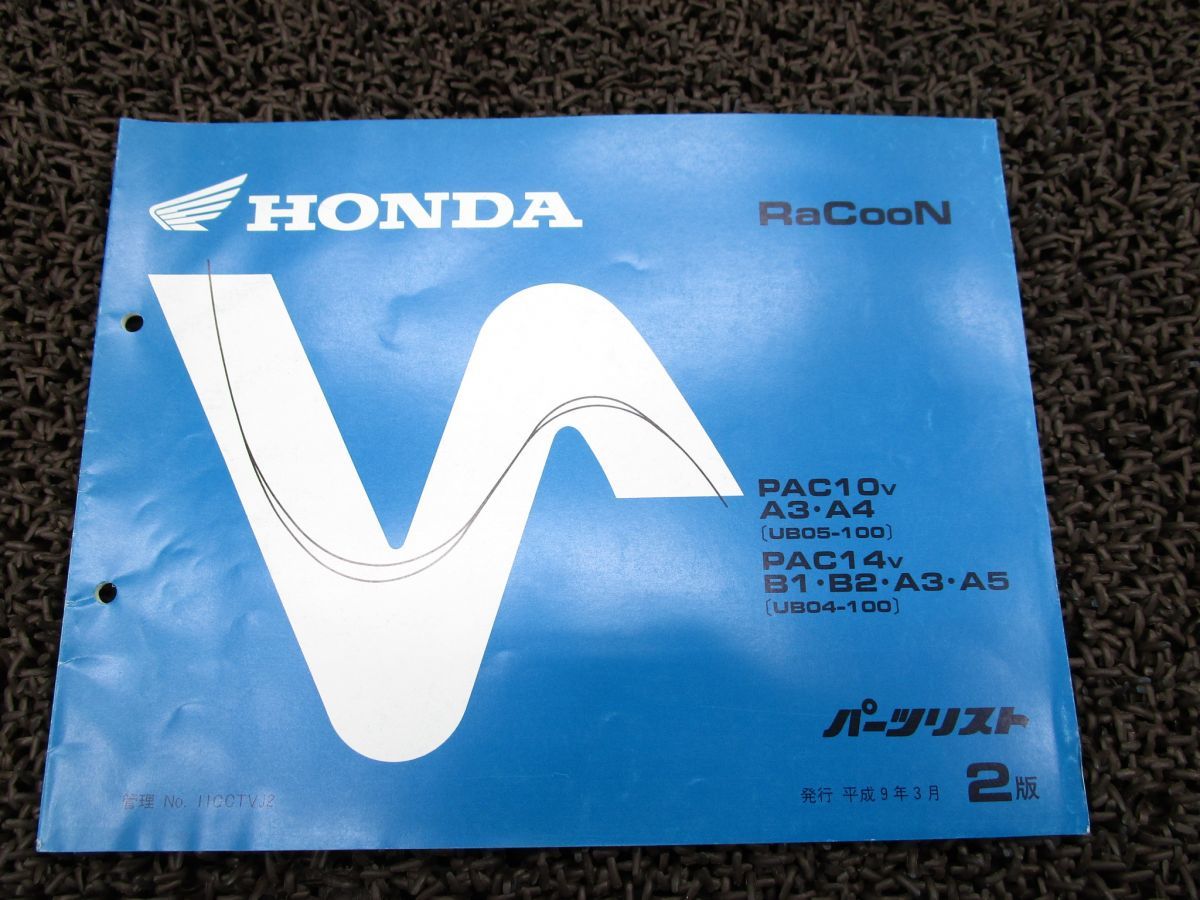 HONDA
RaCooN
PAC10V
A3・A4
〔UB05-100〕
PAC14V
B1・B2・A3・A5
〔UB04-100〕
パーツリスト
発行 平成9年3月 2版
管理 No. 11CCTVJ2